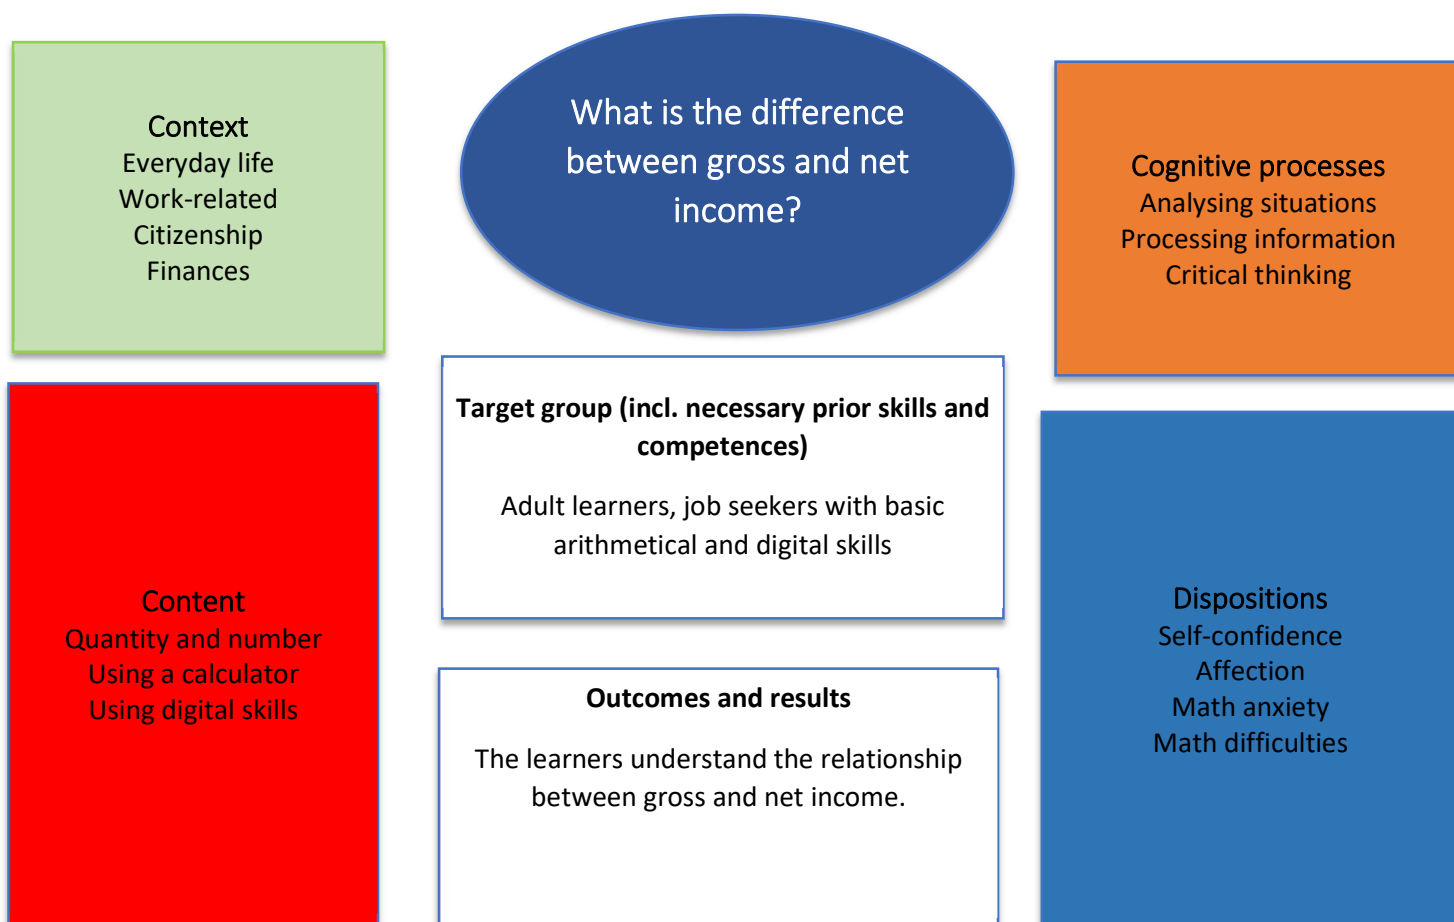 Context
Everyday life
Work-related
Citizenship
Finances
What is the difference
between gross and net
income?
Cognitive processes
Analysing situations
Processing information
Critical thinking
Target group (incl. necessary prior skills and
competences)
Adult learners, job seekers with basic
arithmetical and digital skills
Content
Quantity and number
Using a calculator
Using digital skills
Outcomes and results
The learners understand the relationship
between gross and net income.
Dispositions
Self-confidence
Affection
Math anxiety
Math difficulties